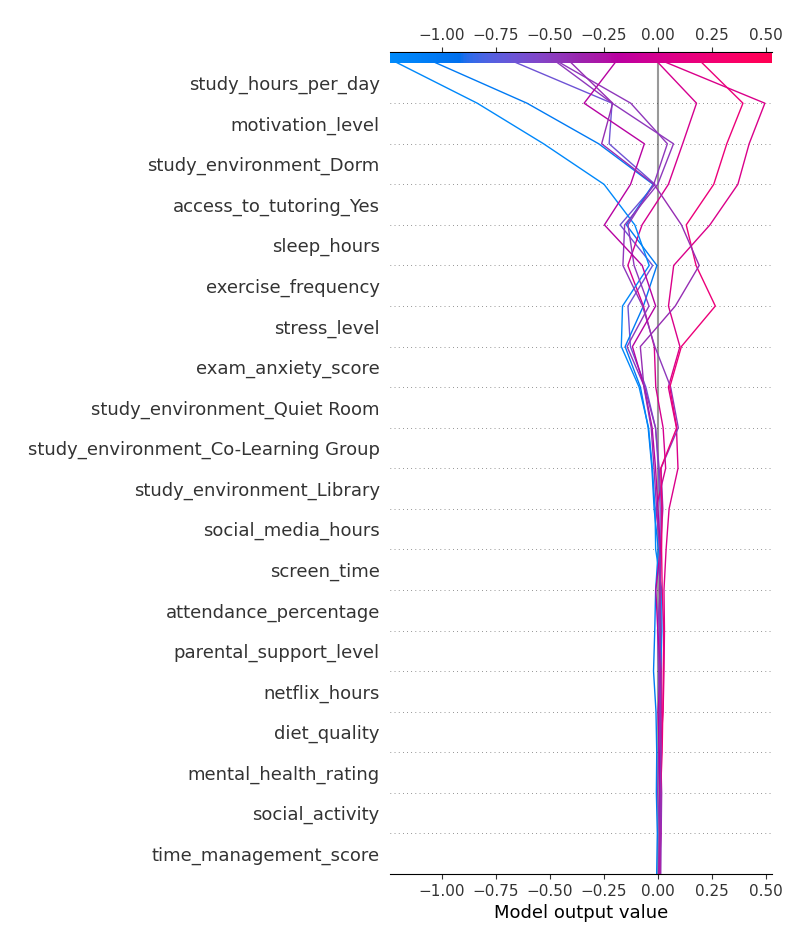 −1.00 −0.75 −0.50 −0.25 0.00 0.25 0.50
study_hours_per_day
motivation_level
study_environment_Dorm
access_to_tutoring_Yes
sleep_hours
exercise_frequency
stress_level
exam_anxiety_score
study_environment_Quiet Room
study_environment_Co-Learning Group
study_environment_Library
social_media_hours
screen_time
attendance_percentage
parental_support_level
netflix_hours
diet_quality
mental_health_rating
social_activity
time_management_score
−1.00 −0.75 −0.50 −0.25 0.00 0.25 0.50
Model output value